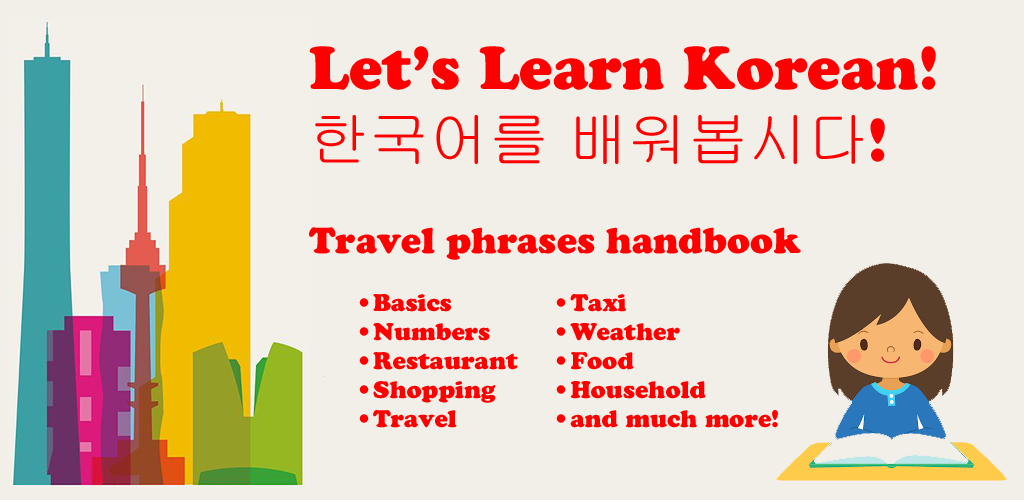 Let's Learn Korean!
한국어를 배워봅시다!
Travel phrases handbook
• Basics
• Numbers
• Restaurant
• Shopping
• Travel
• Taxi
• Weather
• Food
• Household
• and much more!